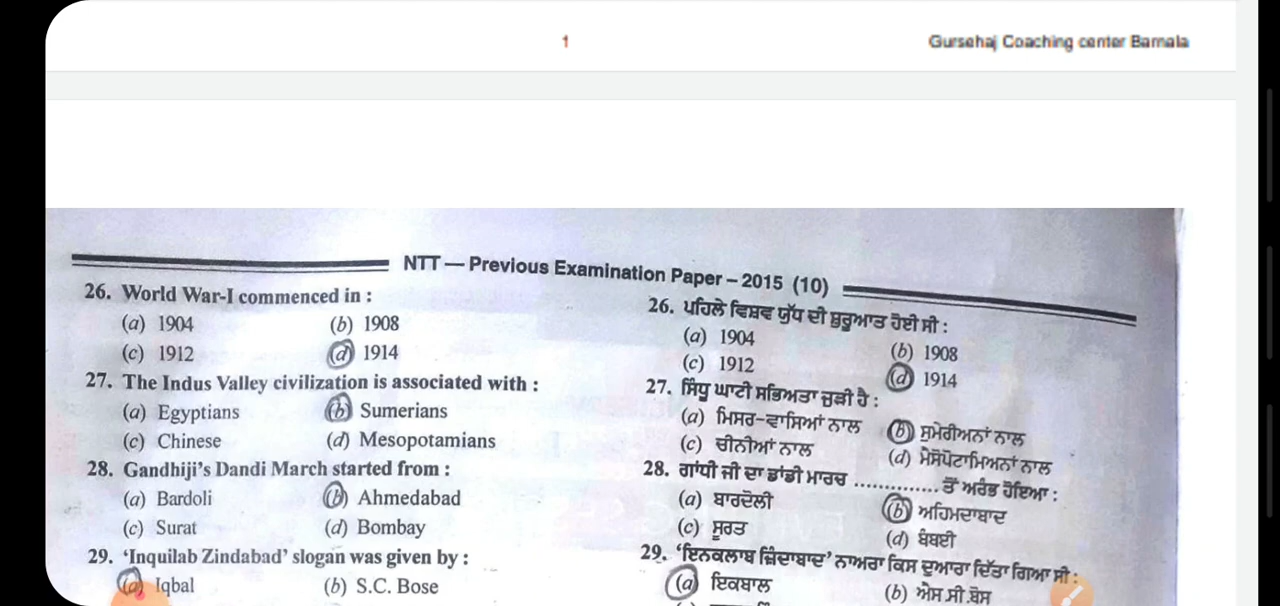 1
Gursehaj Coaching center Barnala
NTT — Previous Examination Paper – 2015 (10)
26. World War-I commenced in :
(a) 1904 (b) 1908
(c) 1912 (d) 1914
27. The Indus Valley civilization is associated with :
(a) Egyptians (b) Sumerians
(c) Chinese (d) Mesopotamians
28. Gandhiji's Dandi March started from :
(a) Bardoli (b) Ahmedabad
(c) Surat (d) Bombay
29. 'Inquilab Zindabad' slogan was given by :
(a) Iqbal (b) S.C. Bose
26. ਪਹਿਲੇ ਵਿਸ਼ਵ ਯੁੱਧ ਦੀ ਸ਼ੁਰੂਆਤ ਹੋਈ ਸੀ :
(a) 1904 (b) 1908
(c) 1912 (d) 1914
27. ਸਿੰਧੂ ਘਾਟੀ ਸਭਿਅਤਾ ਜੁੜੀ ਹੈ :
(a) ਮਿਸਰ-ਵਾਸਿਆਂ ਨਾਲ (b) ਸੁਮੇਰੀਅਨਾਂ ਨਾਲ
(c) ਚੀਨੀਆਂ ਨਾਲ (d) ਮੈਸੋਪੋਟਾਮਿਅਨਾਂ ਨਾਲ
28. ਗਾਂਧੀ ਜੀ ਦਾ ਡਾਂਡੀ ਮਾਰਚ .............. ਤੋਂ ਅਰੰਭ ਹੋਇਆ :
(a) ਬਾਰਦੋਲੀ (b) ਅਹਿਮਦਾਬਾਦ
(c) ਸੂਰਤ (d) ਬੰਬਈ
29. 'ਇਨਕਲਾਬ ਜ਼ਿੰਦਾਬਾਦ' ਨਾਅਰਾ ਕਿਸ ਦੁਆਰਾ ਦਿੱਤਾ ਗਿਆ ਸੀ :
(a) ਇਕਬਾਲ (b) ਐਸ.ਸੀ.ਬੋਸ